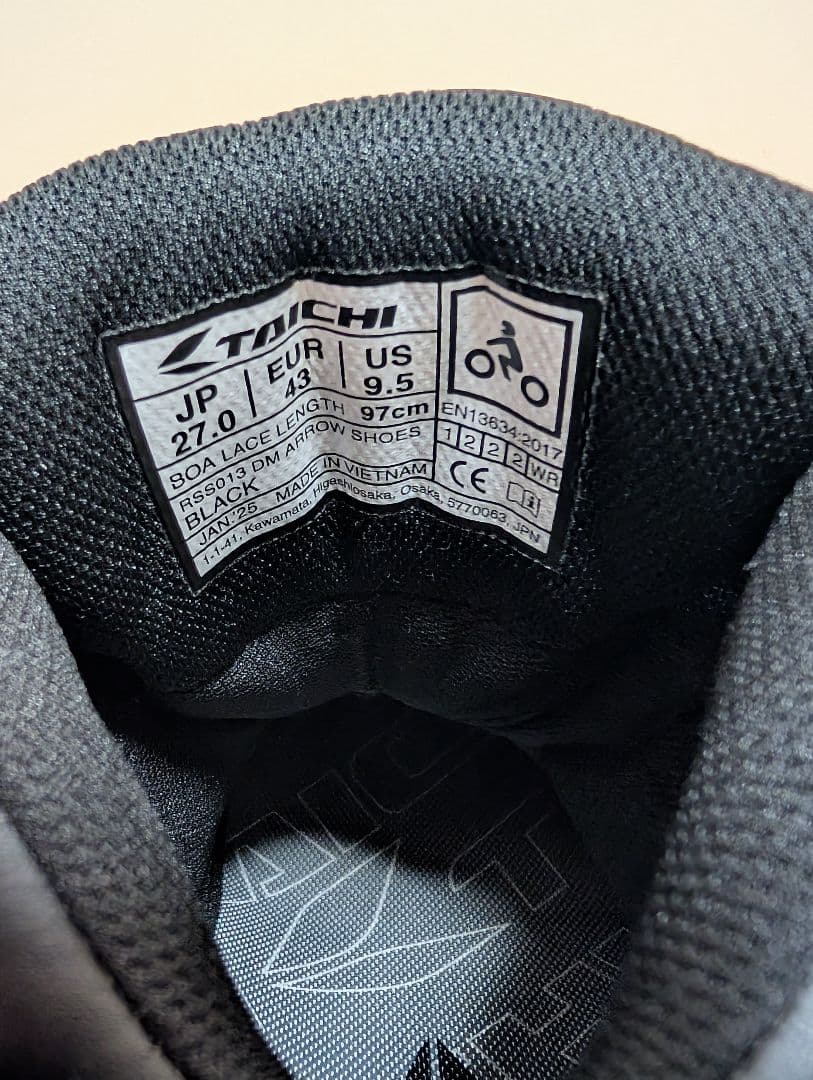 TAICHI
JP 27.0 | EUR 43 | US 9.5
BOA LACE LENGTH 97cm
RSS013 DM ARROW SHOES
BLACK
JAN.'25 MADE IN VIETNAM
1-1-41, Kawamata, Higashiosaka, Osaka, 5770063, JPN
EN13634:2017
1 2 2 2 WR
CE